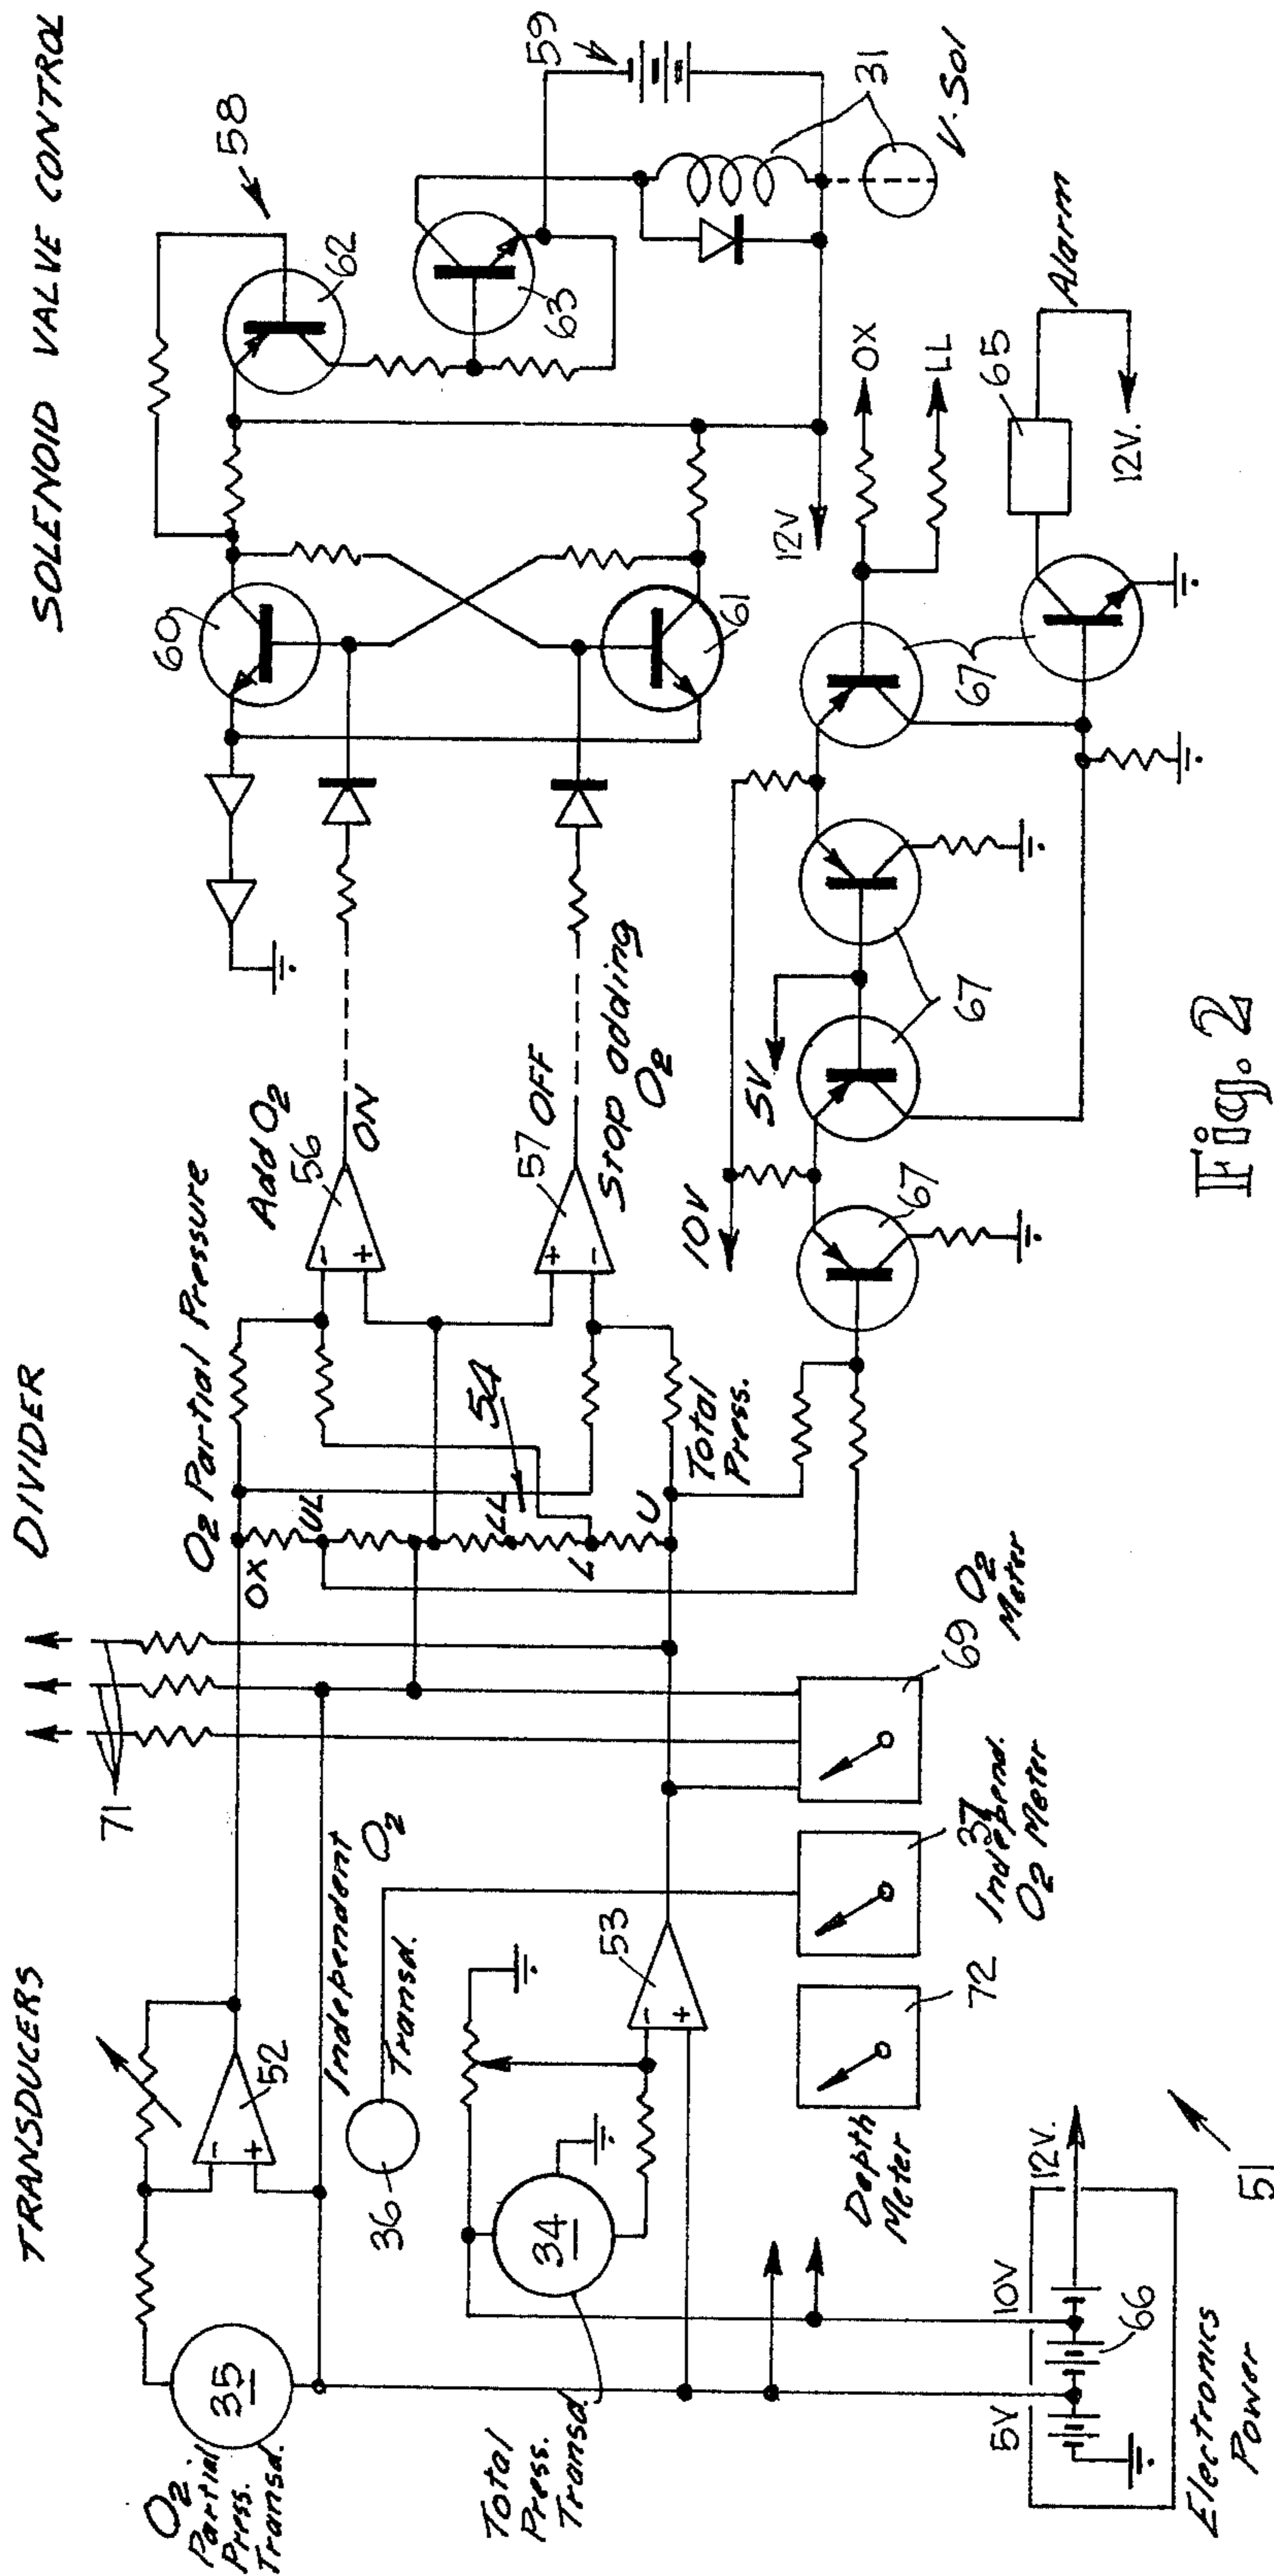 TRANSDUCERS
DIVIDER
SOLENOID VALVE CONTROL
71
58
59
O2
Partial
Press.
Transd.
35
52
Independent
O2
Transd.
36
O2 Partial Pressure
OX
UL
LL
L
U
54
Add O2
56
ON
57
OFF
Stop adding
O2
Total
Press.
60
61
62
63
31
V. Sol
12V
Total
Press.
Transd.
34
53
Depth
Meter
72
37
Independ.
O2 Meter
69
O2
Meter
10V
5V
67
67
67
OX
LL
65
Alarm
12V.
5V
10V
12V.
66
Electronics
Power
51
Fig. 2
-
+
-
+
-
+
+
-